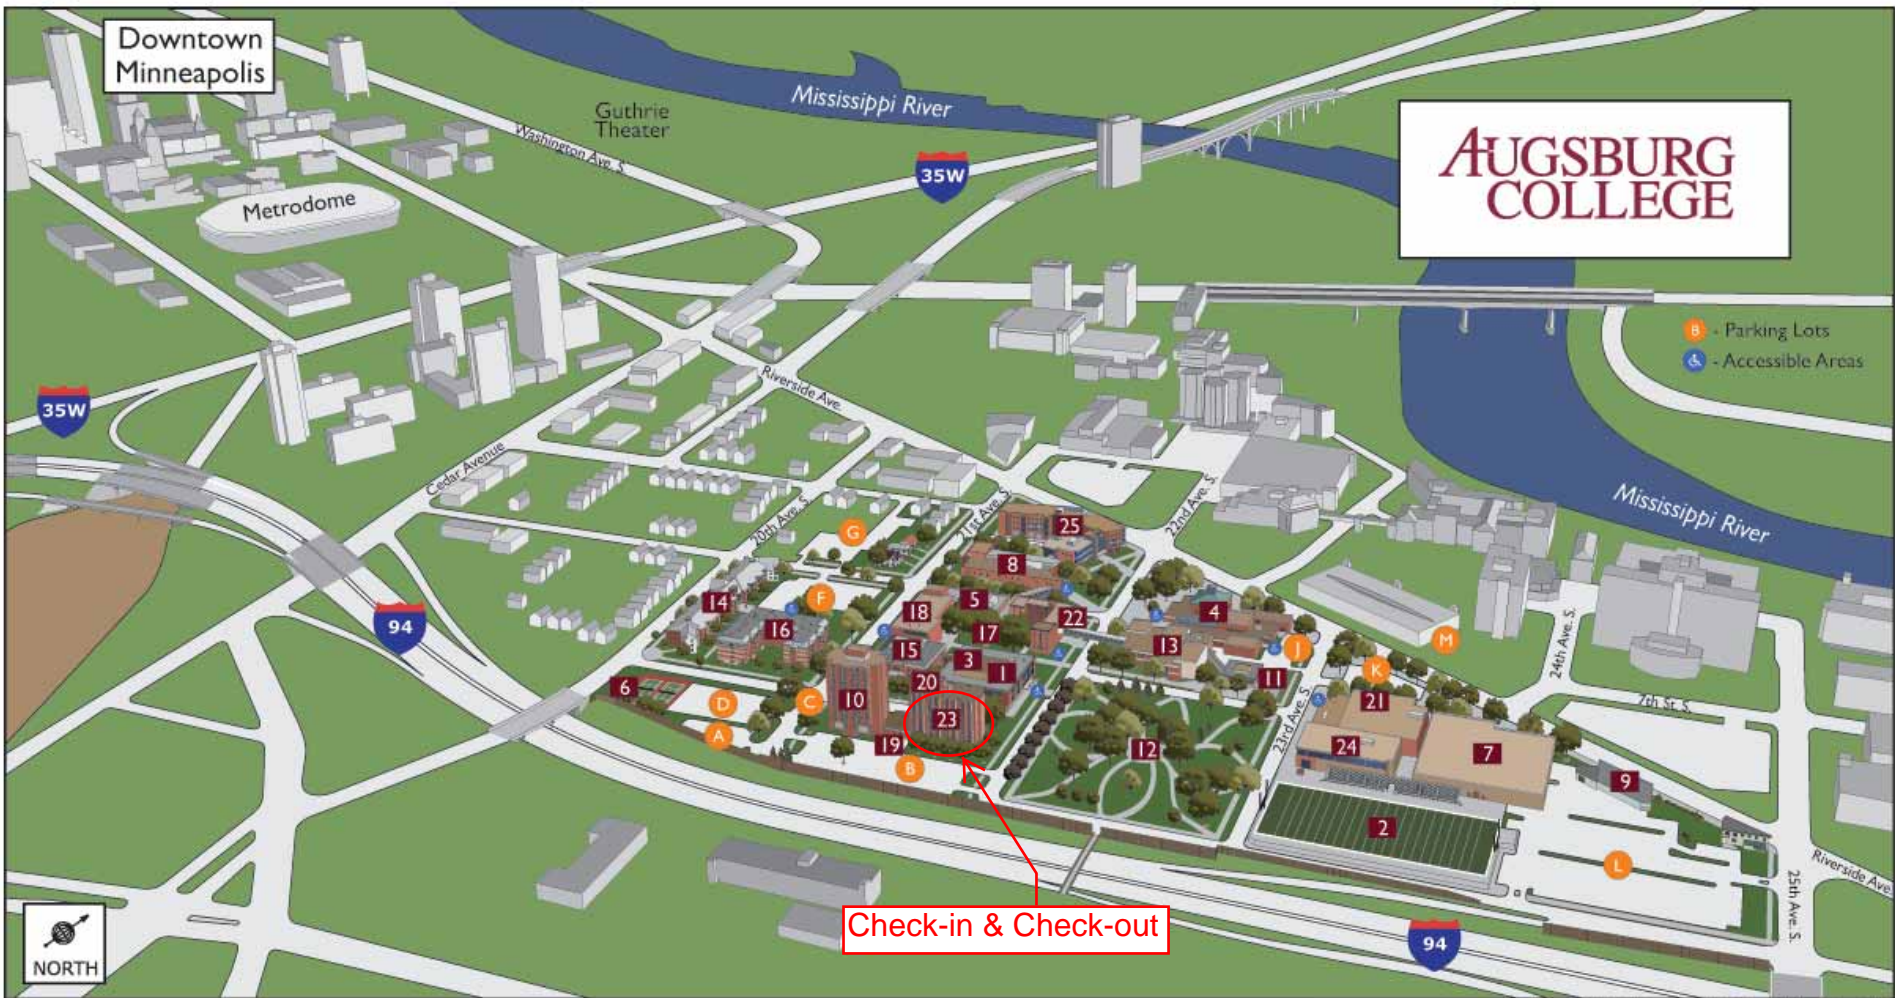 Downtown
Minneapolis
Guthrie
Theater
Mississippi River
Washington Ave. S.
35W
AUGSBURG
COLLEGE
Metrodome
B - Parking Lots
- Accessible Areas
Riverside Ave.
35W
Cedar Avenue
20th Ave. S.
21st Ave. S.
22nd Ave. S.
Mississippi River
G
25
8
94
14
F
16
18
5
17
22
4
13
J
M
15
3
1
20
11
K
24th Ave. S.
7th St. S.
6
D
C
10
23
A
19
B
12
23rd Ave. S.
21
24
7
9
2
L
Riverside Ave.
25th Ave. S.
Check-in & Check-out
94
NORTH